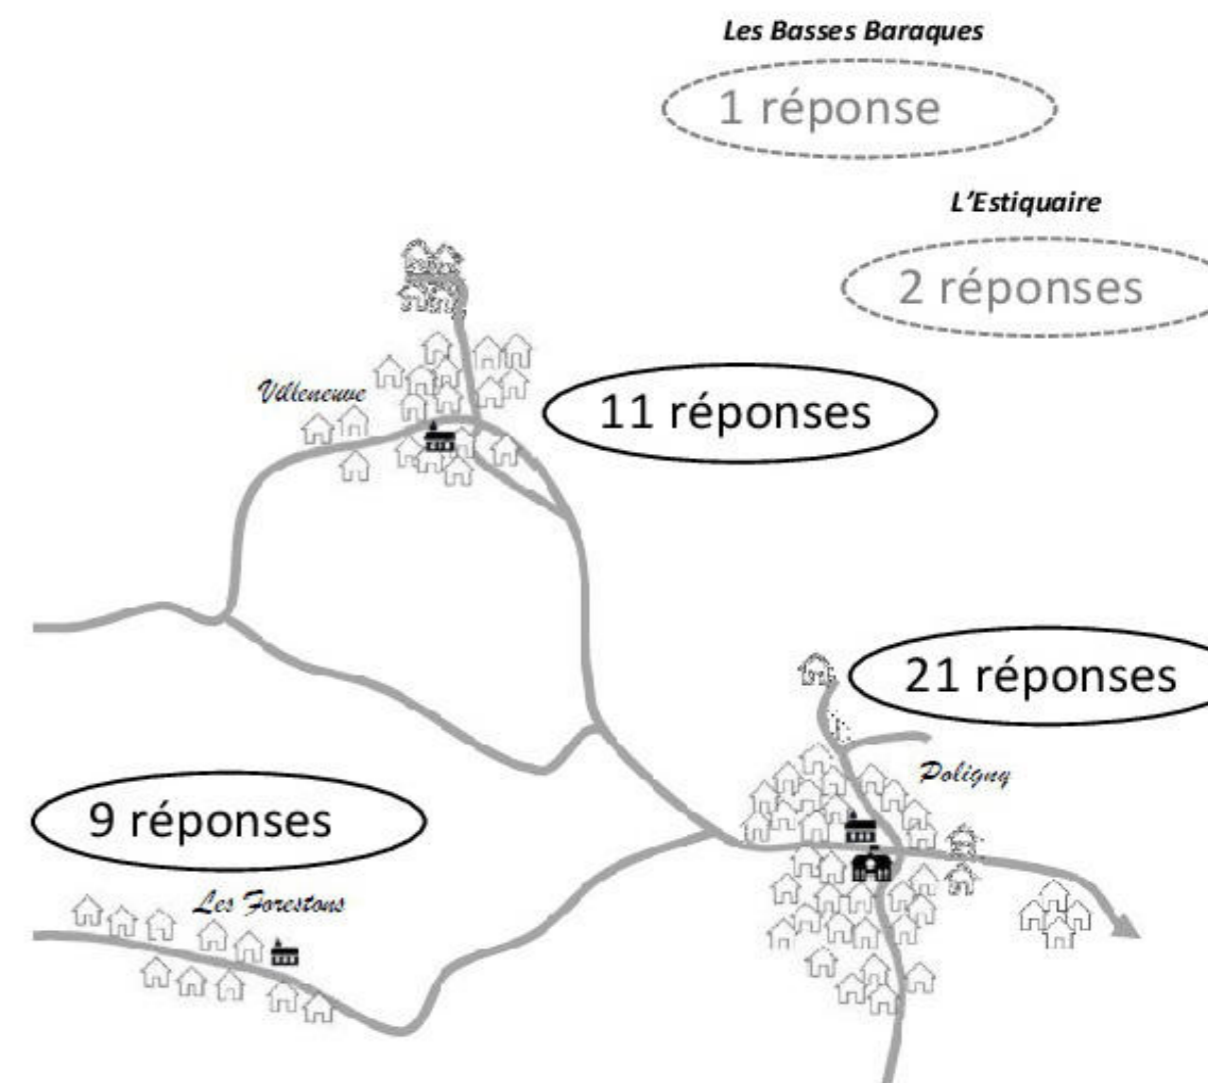 Les Basses Baraques
1 réponse
L'Estiquaire
2 réponses
Villeneuve
11 réponses
21 réponses
Poligny
9 réponses
Les Forestons